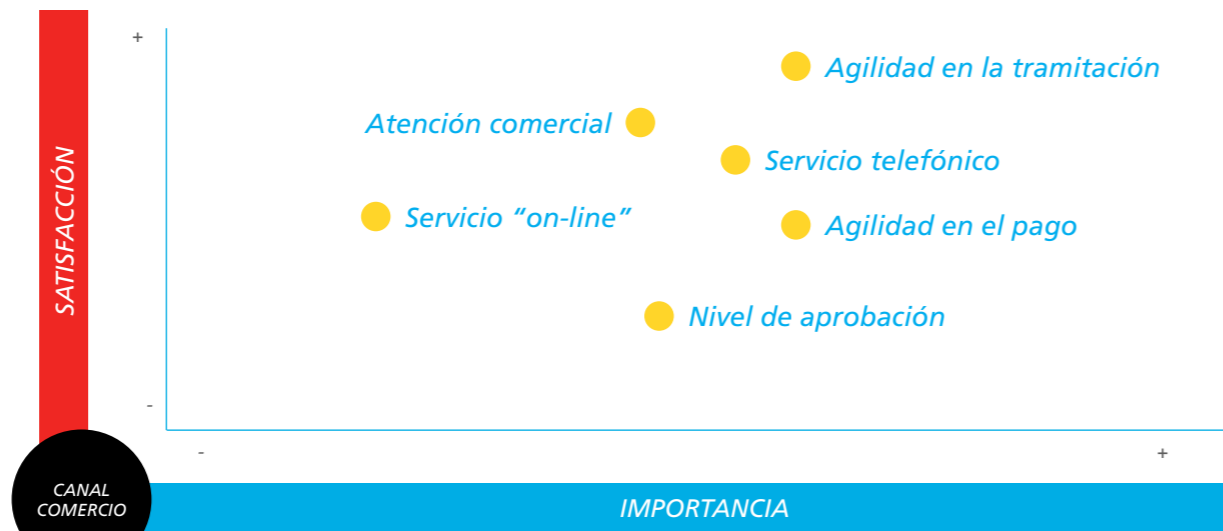 +
Agilidad en la tramitación
Atención comercial
Servicio telefónico
Servicio “on-line”
Agilidad en el pago
Nivel de aprobación
SATISFACCIÓN
-
-
+
CANAL
COMERCIO
IMPORTANCIA